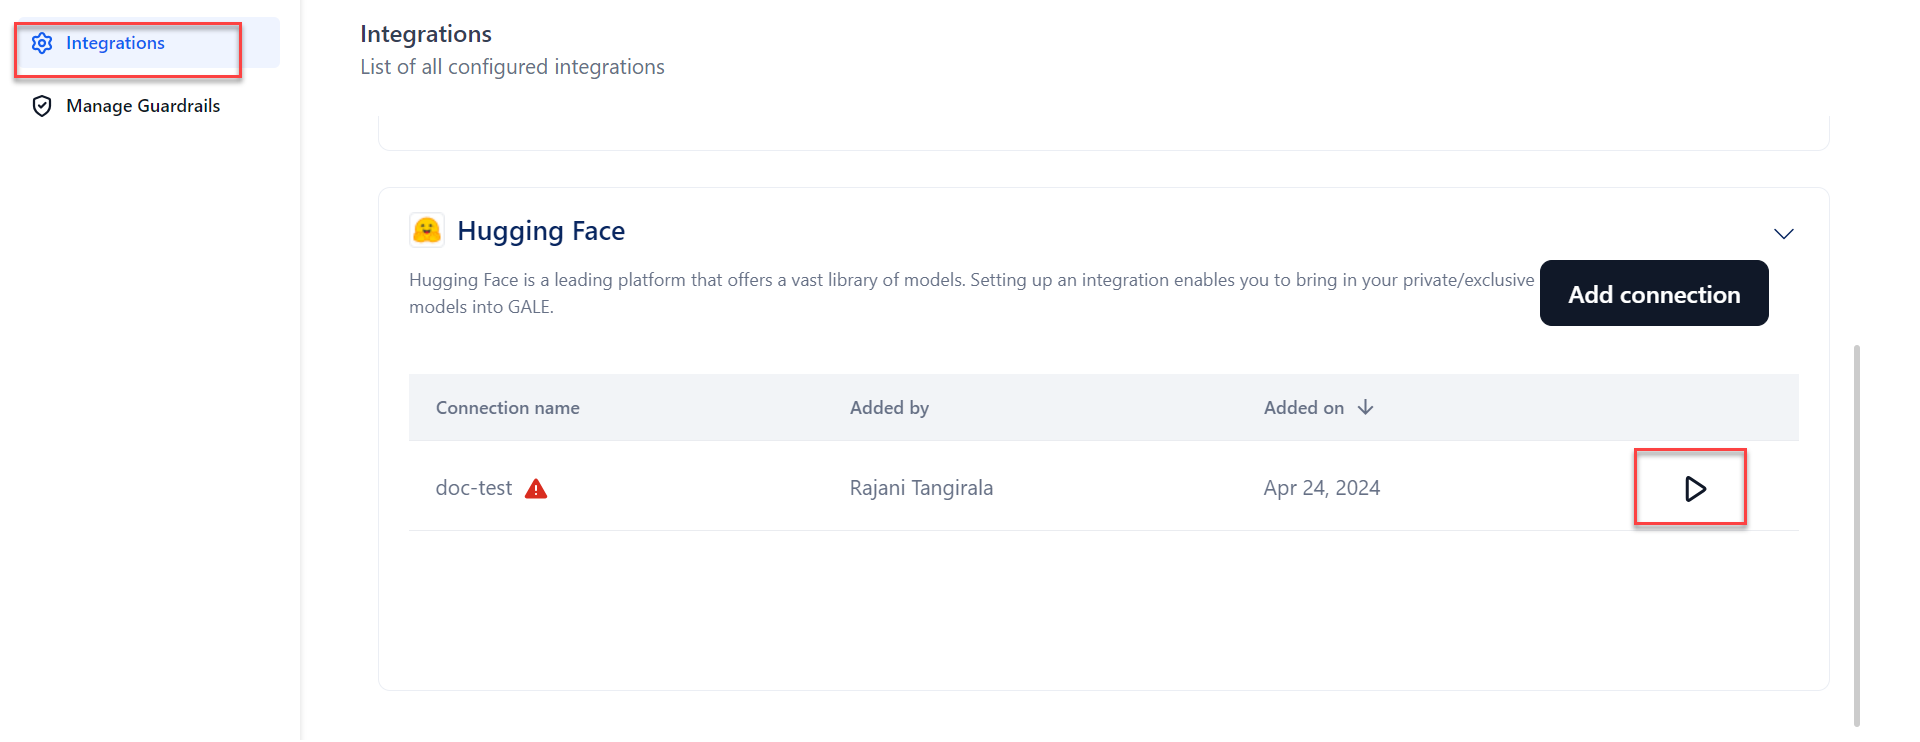 Integrations
Manage Guardrails
Integrations
List of all configured integrations
Hugging Face
Hugging Face is a leading platform that offers a vast library of models. Setting up an integration enables you to bring in your private/exclusive
models into GALE.
Add connection
Connection name Added by Added on
doc-test Rajani Tangirala Apr 24, 2024